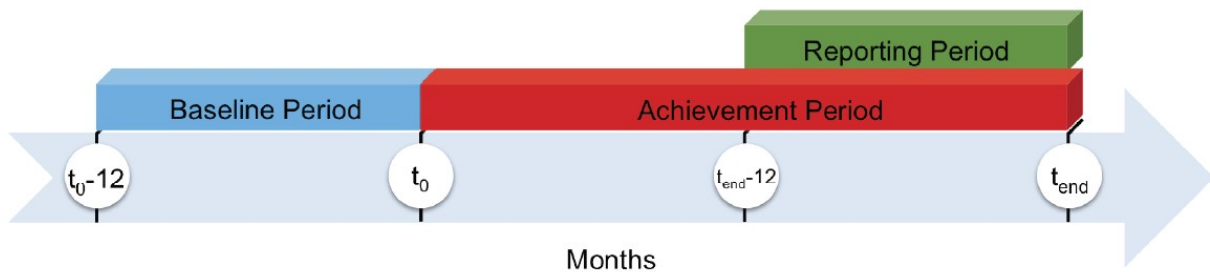 Reporting Period
Baseline Period
Achievement Period
t₀-12
t₀
tₑₙd-12
tₑₙd
Months